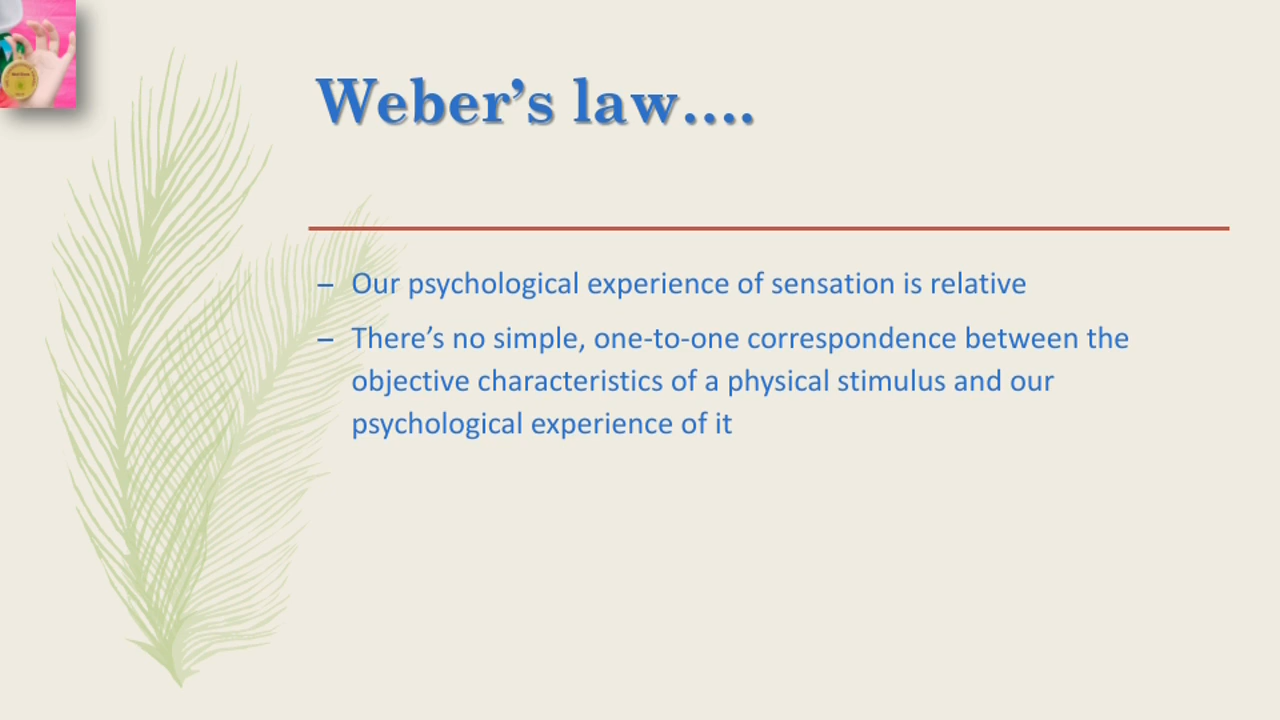 Weber’s law….
– Our psychological experience of sensation is relative
– There’s no simple, one-to-one correspondence between the
objective characteristics of a physical stimulus and our
psychological experience of it